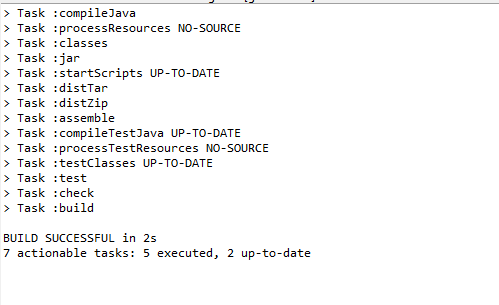 > Task :compileJava
> Task :processResources NO-SOURCE
> Task :classes
> Task :jar
> Task :startScripts UP-TO-DATE
> Task :distTar
> Task :distZip
> Task :assemble
> Task :compileTestJava UP-TO-DATE
> Task :processTestResources NO-SOURCE
> Task :testClasses UP-TO-DATE
> Task :test
> Task :check
> Task :build
BUILD SUCCESSFUL in 2s
7 actionable tasks: 5 executed, 2 up-to-date